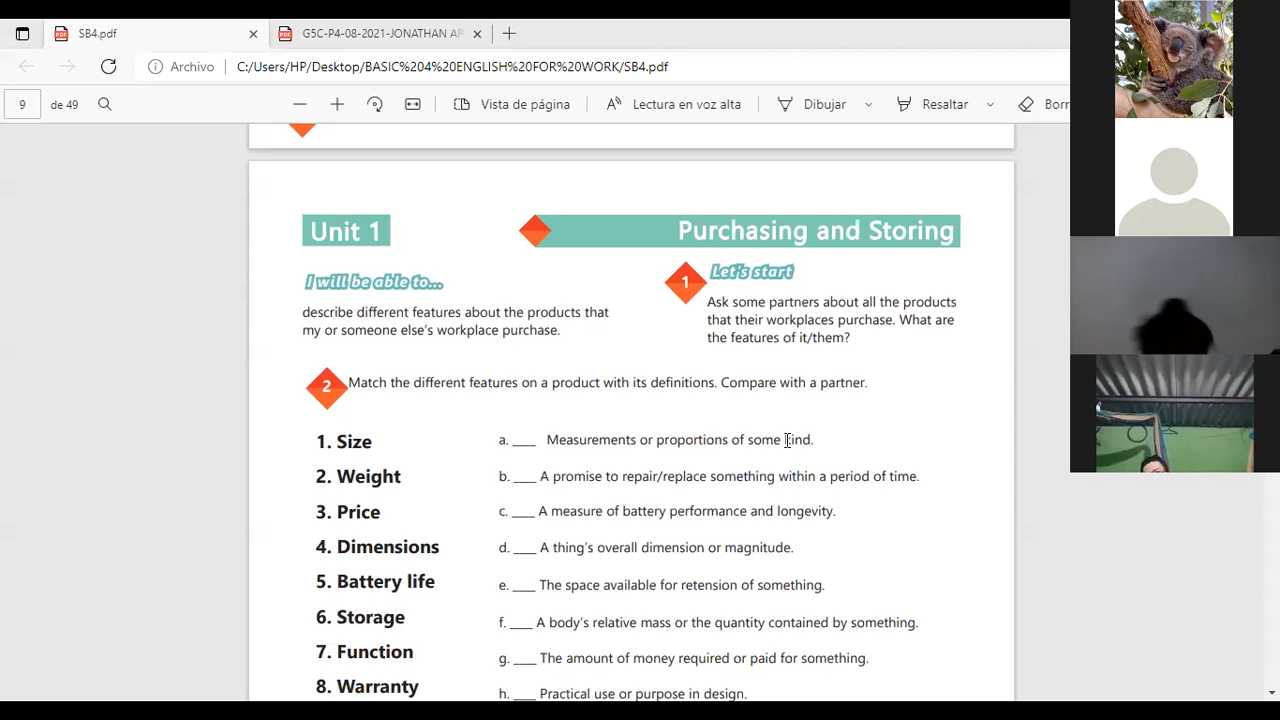 SB4.pdf
G5C-P4-08-2021-JONATHAN AR
Archivo
C:/Users/HP/Desktop/BASIC%204%20ENGLISH%20FOR%20WORK/SB4.pdf
9
de 49
Vista de página
Lectura en voz alta
Dibujar
Resaltar
Borr
Unit 1
Purchasing and Storing
I will be able to...
describe different features about the products that
my or someone else's workplace purchase.
1
Let's start
Ask some partners about all the products
that their workplaces purchase. What are
the features of it/them?
2
Match the different features on a product with its definitions. Compare with a partner.
1. Size
a. ____ Measurements or proportions of some kind.
2. Weight
b. ____ A promise to repair/replace something within a period of time.
3. Price
c. ____ A measure of battery performance and longevity.
4. Dimensions
d. ____ A thing's overall dimension or magnitude.
5. Battery life
e. ____ The space available for retention of something.
6. Storage
f. ____ A body's relative mass or the quantity contained by something.
7. Function
g. ____ The amount of money required or paid for something.
8. Warranty
h. ____ Practical use or purpose in design.